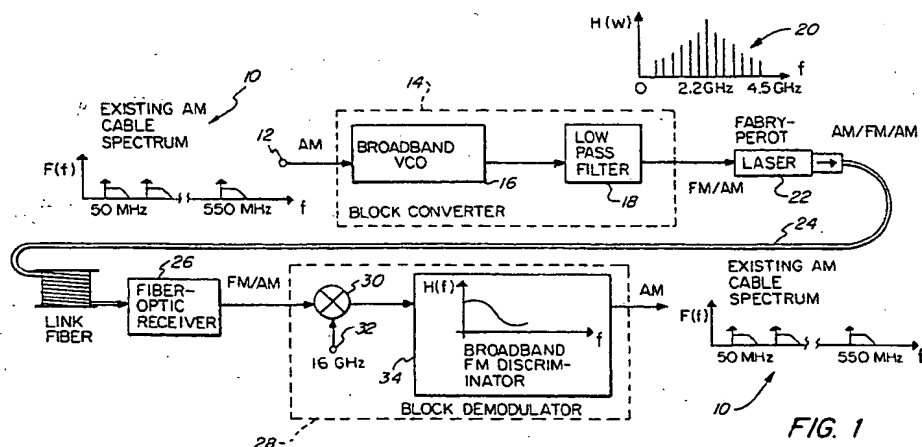 H(w)
20
f
O
2.2GHz
4.5GHz
10
14
EXISTING AM
CABLE
SPECTRUM
12
AM
BROADBAND
VCO
16
LOW
PASS
FILTER
18
FM/AM
FABRY-
PEROT
LASER
22
AM/FM/AM
F(f)
50 MHz
550 MHz
f
BLOCK CONVERTER
24
LINK
FIBER
26
FIBER-
OPTIC
RECEIVER
FM/AM
30
32
16 GHz
H(f)
f
34
BROADBAND
FM DISCRIM-
INATOR
AM
BLOCK DEMODULATOR
28
EXISTING AM
CABLE
SPECTRUM
F(f)
50 MHz
550 MHz
f
10
FIG. 1